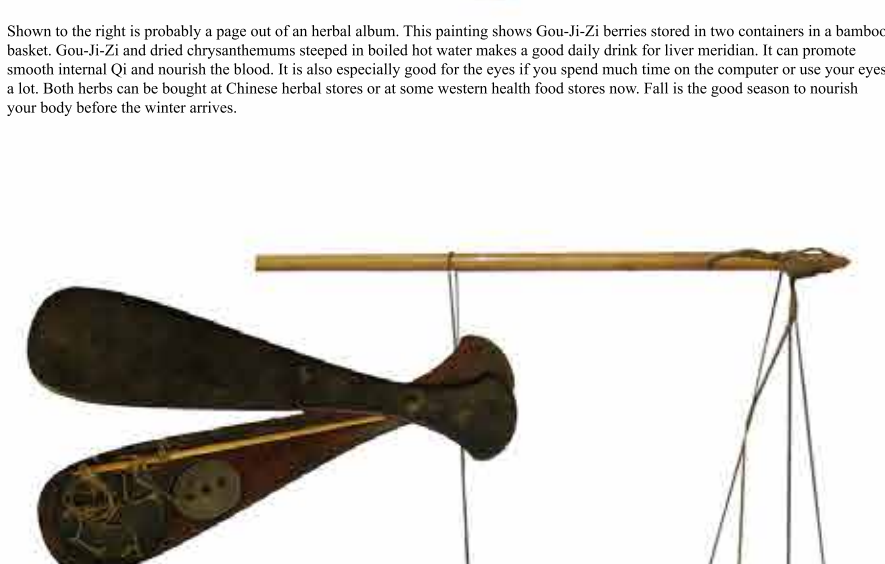 Shown to the right is probably a page out of an herbal album. This painting shows Gou-Ji-Zi berries stored in two containers in a bamboo
basket. Gou-Ji-Zi and dried chrysanthemums steeped in boiled hot water makes a good daily drink for liver meridian. It can promote
smooth internal Qi and nourish the blood. It is also especially good for the eyes if you spend much time on the computer or use your eyes
a lot. Both herbs can be bought at Chinese herbal stores or at some western health food stores now. Fall is the good season to nourish
your body before the winter arrives.